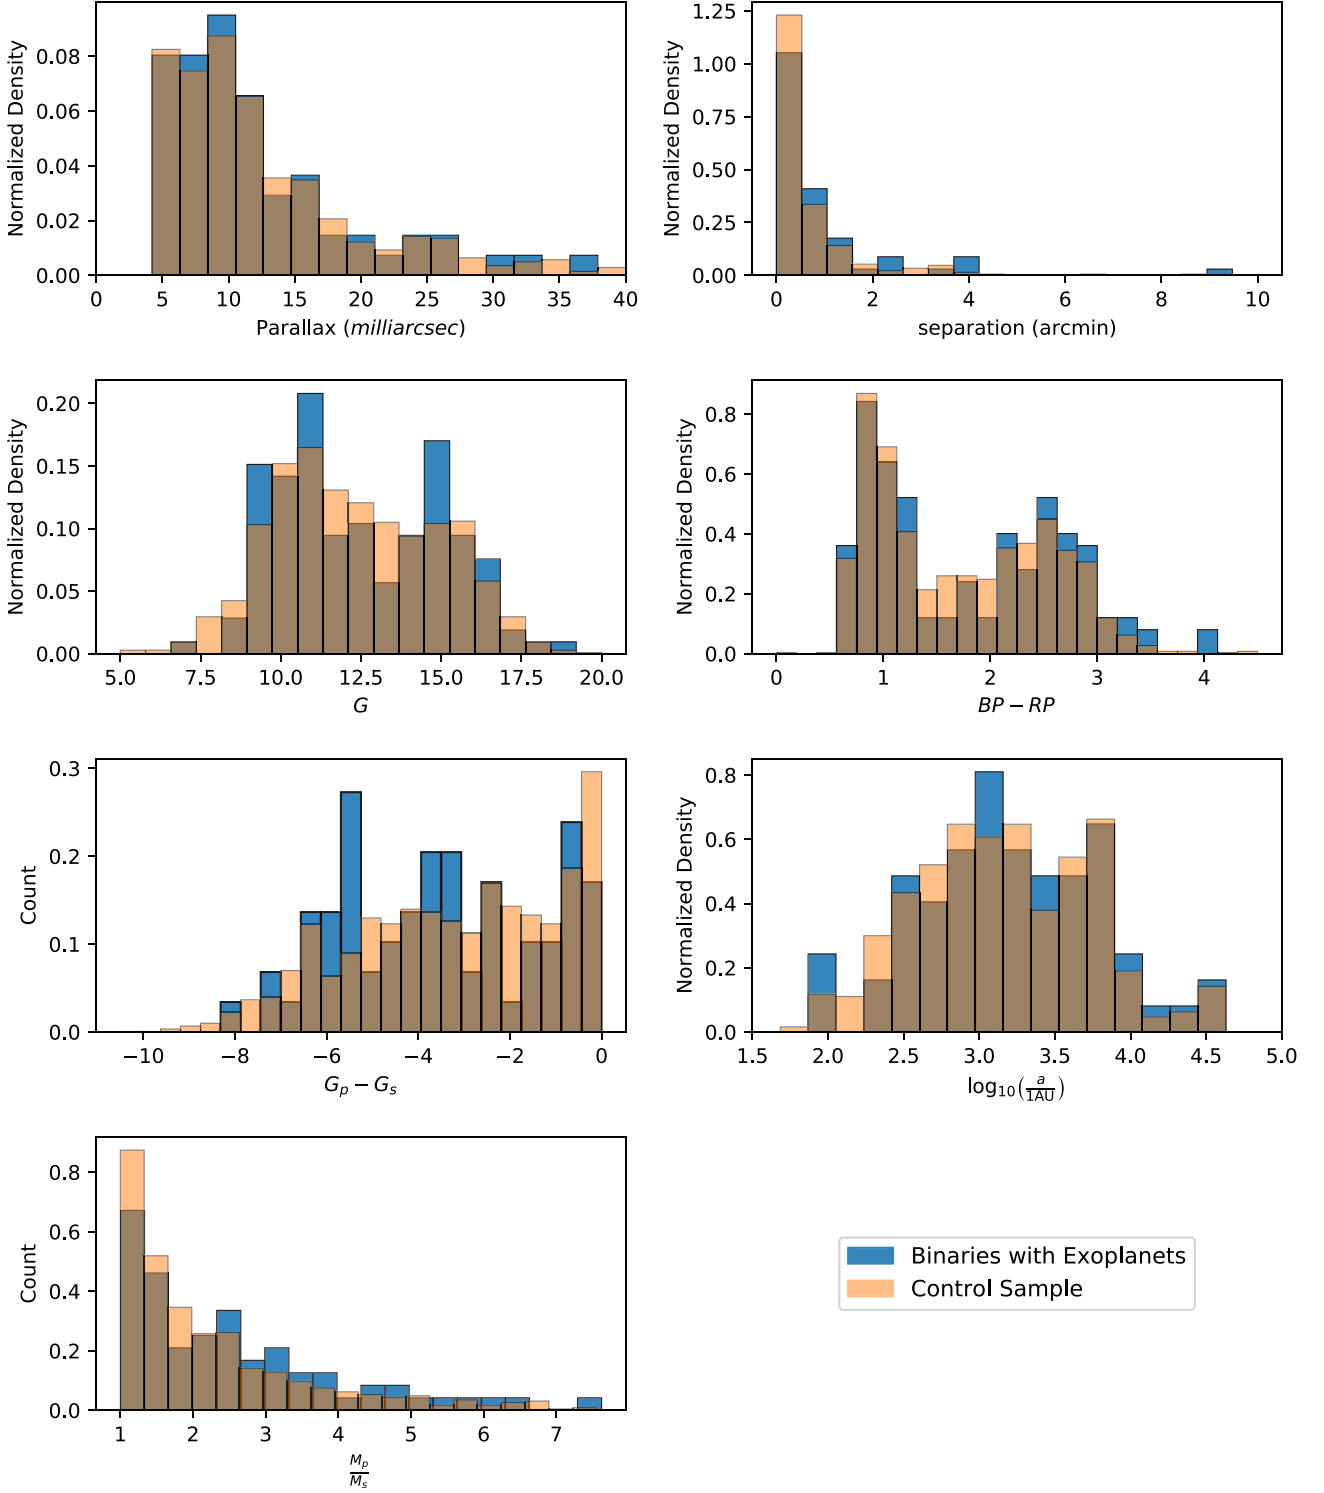 Normalized Density
0.00 0.02 0.04 0.06 0.08
0 5 10 15 20 25 30 35 40
Parallax (milliarcsec)
Normalized Density
0.00 0.25 0.50 0.75 1.00 1.25
0 2 4 6 8 10
separation (arcmin)
Normalized Density
0.00 0.05 0.10 0.15 0.20
5.0 7.5 10.0 12.5 15.0 17.5 20.0
G
Normalized Density
0.0 0.2 0.4 0.6 0.8
0 1 2 3 4
BP − RP
Count
0.0 0.1 0.2 0.3
−10 −8 −6 −4 −2 0
G_p − G_s
Normalized Density
0.0 0.2 0.4 0.6 0.8
1.5 2.0 2.5 3.0 3.5 4.0 4.5 5.0
log10(a/1AU)
Count
0.0 0.2 0.4 0.6 0.8
1 2 3 4 5 6 7
M_p/M_s
Binaries with Exoplanets
Control Sample